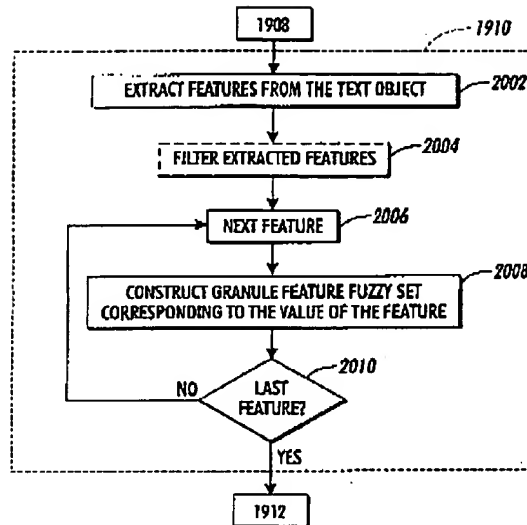 1908
1910
EXTRACT FEATURES FROM THE TEXT OBJECT
2002
FILTER EXTRACTED FEATURES
2004
NEXT FEATURE
2006
2008
CONSTRUCT GRANULE FEATURE FUZZY SET
CORRESPONDING TO THE VALUE OF THE FEATURE
2010
NO
LAST
FEATURE?
YES
1912